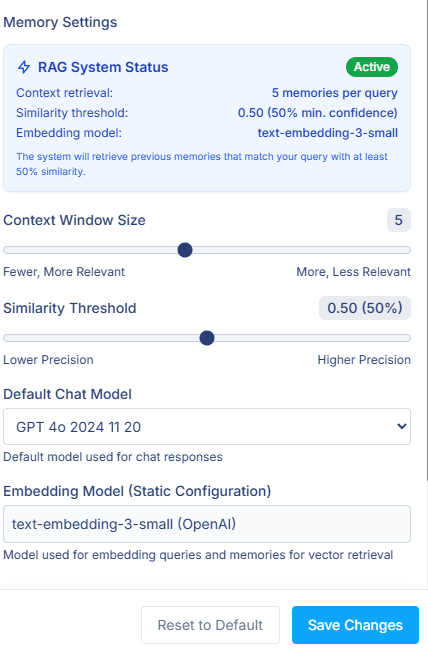 Memory Settings
RAG System Status Active
Context retrieval: 5 memories per query
Similarity threshold: 0.50 (50% min. confidence)
Embedding model: text-embedding-3-small
The system will retrieve previous memories that match your query with at least
50% similarity.
Context Window Size 5
Fewer, More Relevant More, Less Relevant
Similarity Threshold 0.50 (50%)
Lower Precision Higher Precision
Default Chat Model
GPT 4o 2024 11 20
Default model used for chat responses
Embedding Model (Static Configuration)
text-embedding-3-small (OpenAI)
Model used for embedding queries and memories for vector retrieval
Reset to Default Save Changes